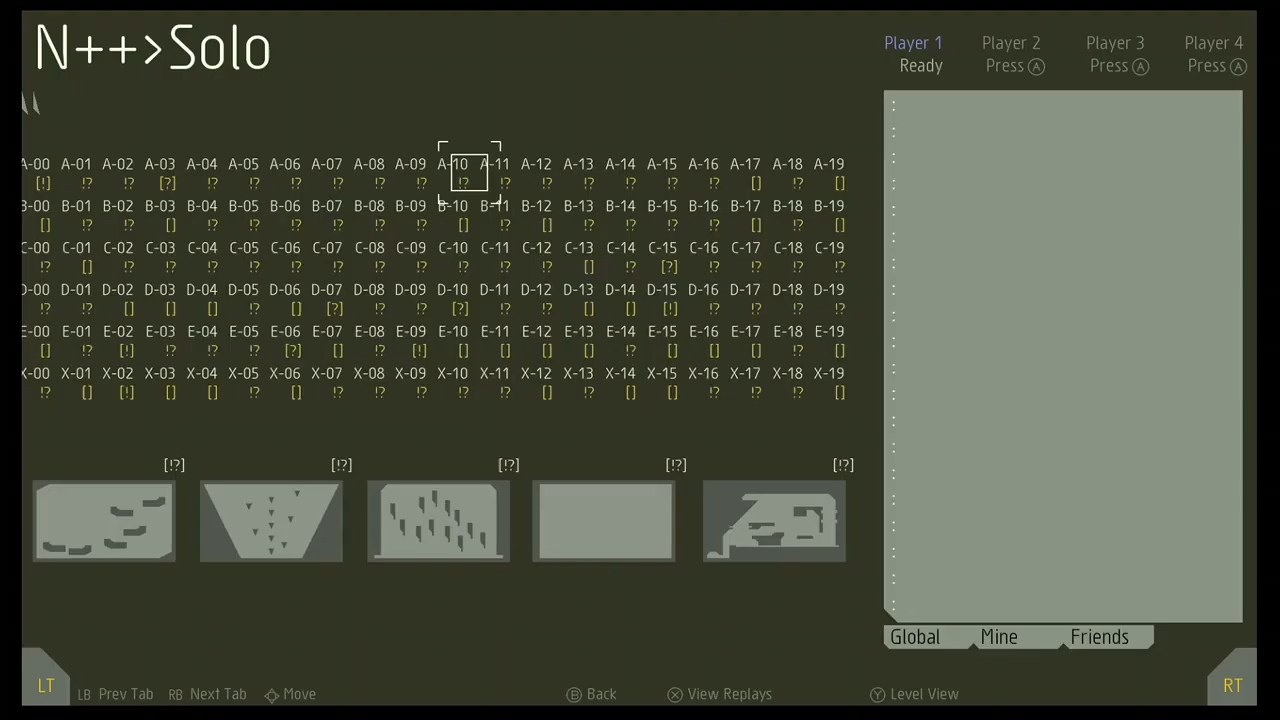 N++>Solo
Player 1 Player 2 Player 3 Player 4
Ready Press A Press A Press A
A-00 A-01 A-02 A-03 A-04 A-05 A-06 A-07 A-08 A-09 A-10 A-11 A-12 A-13 A-14 A-15 A-16 A-17 A-18 A-19
[!] !? !? [?] !? !? !? !? !? !? !? !? !? !? !? !? !? [] !? []
B-00 B-01 B-02 B-03 B-04 B-05 B-06 B-07 B-08 B-09 B-10 B-11 B-12 B-13 B-14 B-15 B-16 B-17 B-18 B-19
[] !? !? [] !? !? !? !? !? !? [] !? [] !? !? !? !? [] !? []
C-00 C-01 C-02 C-03 C-04 C-05 C-06 C-07 C-08 C-09 C-10 C-11 C-12 C-13 C-14 C-15 C-16 C-17 C-18 C-19
!? [] !? !? !? !? !? !? !? !? !? !? !? [] !? [?] !? !? !? !?
D-00 D-01 D-02 D-03 D-04 D-05 D-06 D-07 D-08 D-09 D-10 D-11 D-12 D-13 D-14 D-15 D-16 D-17 D-18 D-19
!? !? [] [] [] !? [] [?] !? !? [?] !? !? [] [] [!] !? !? !? !?
E-00 E-01 E-02 E-03 E-04 E-05 E-06 E-07 E-08 E-09 E-10 E-11 E-12 E-13 E-14 E-15 E-16 E-17 E-18 E-19
[] !? [!] !? !? !? [?] [] !? [!] [] [] [] [] !? [] [] [] !? []
X-00 X-01 X-02 X-03 X-04 X-05 X-06 X-07 X-08 X-09 X-10 X-11 X-12 X-13 X-14 X-15 X-16 X-17 X-18 X-19
!? [] [!] [] [] !? [] !? !? !? !? !? [] !? [] [] !? !? !? []
[!?] [!?] [!?] [!?] [!?]
Global Mine Friends
LT LB Prev Tab RB Next Tab Move B Back X View Replays Y Level View RT